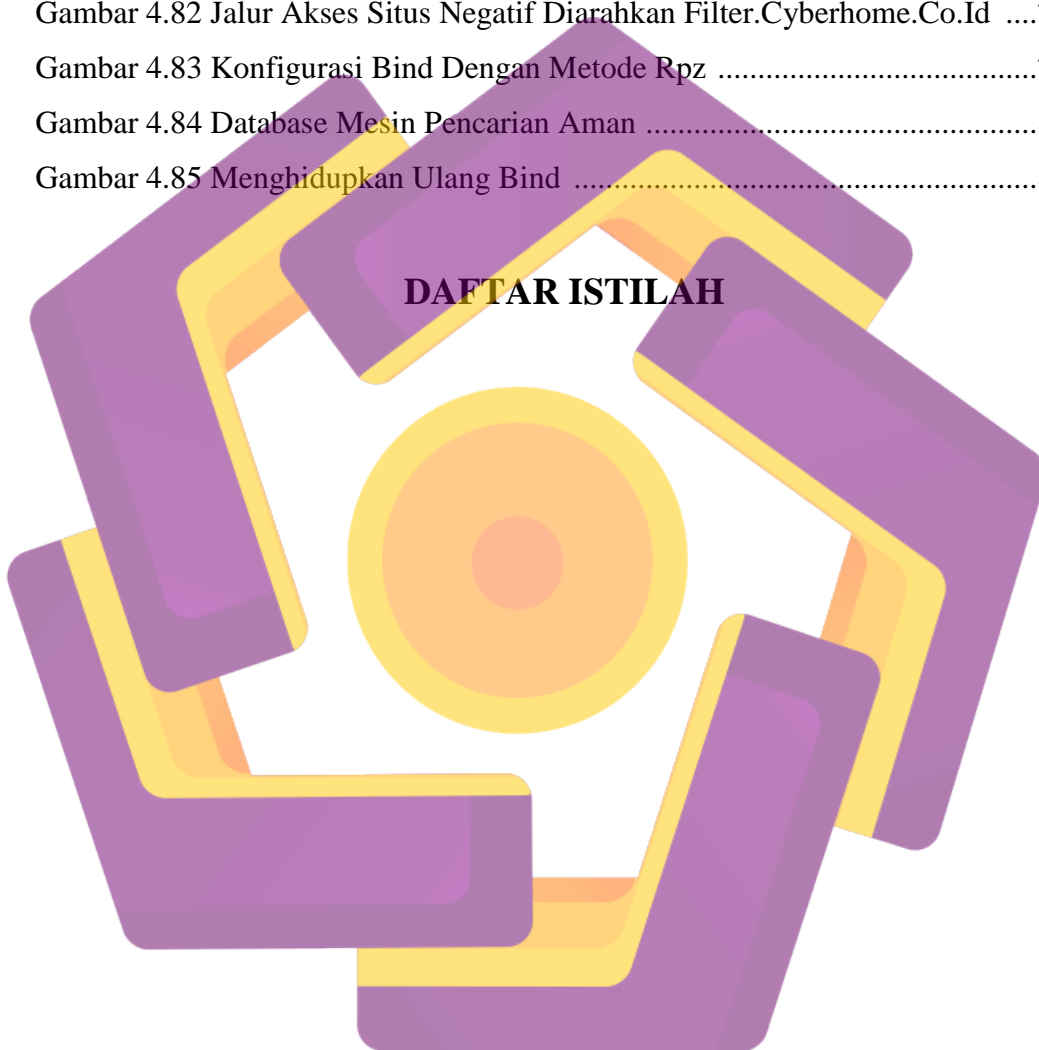 Gambar 4.82 Jalur Akses Situs Negatif Diarahkan Filter.Cyberhome.Co.Id ....
Gambar 4.83 Konfigurasi Bind Dengan Metode Rpz ........................................
Gambar 4.84 Database Mesin Pencarian Aman .................................................
Gambar 4.85 Menghidupkan Ulang Bind ..........................................................
DAFTAR ISTILAH